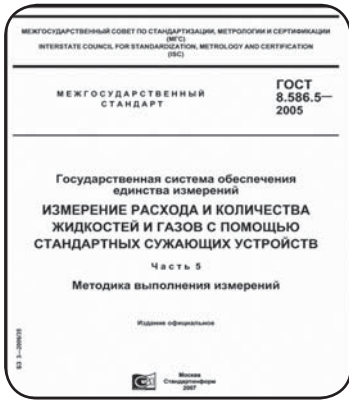 МЕЖГОСУДАРСТВЕННЫЙ СОВЕТ ПО СТАНДАРТИЗАЦИИ, МЕТРОЛОГИИ И СЕРТИФИКАЦИИ
(МГС)
INTERSTATE COUNCIL FOR STANDARDIZATION, METROLOGY AND CERTIFICATION
(ISC)
МЕЖГОСУДАРСТВЕННЫЙ
СТАНДАРТ
ГОСТ
8.586.5—
2005
Государственная система обеспечения
единства измерений
ИЗМЕРЕНИЕ РАСХОДА И КОЛИЧЕСТВА
ЖИДКОСТЕЙ И ГАЗОВ С ПОМОЩЬЮ
СТАНДАРТНЫХ СУЖАЮЩИХ УСТРОЙСТВ
Часть 5
Методика выполнения измерений
Издание официальное
Москва
Стандартинформ
2007